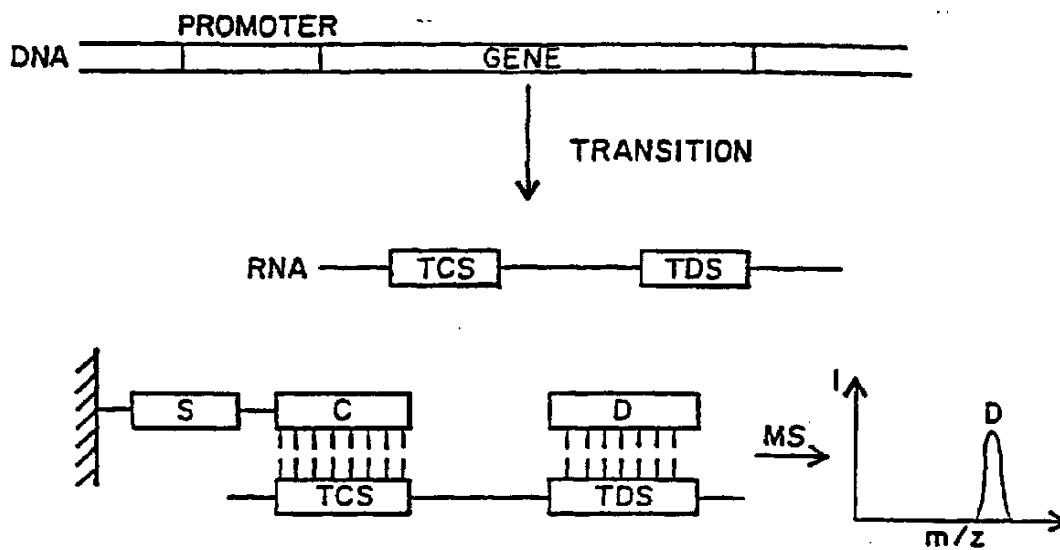 PROMOTER
DNA
GENE
TRANSITION
RNA
TCS
TDS
S
C
D
TCS
TDS
MS
I
D
m/z